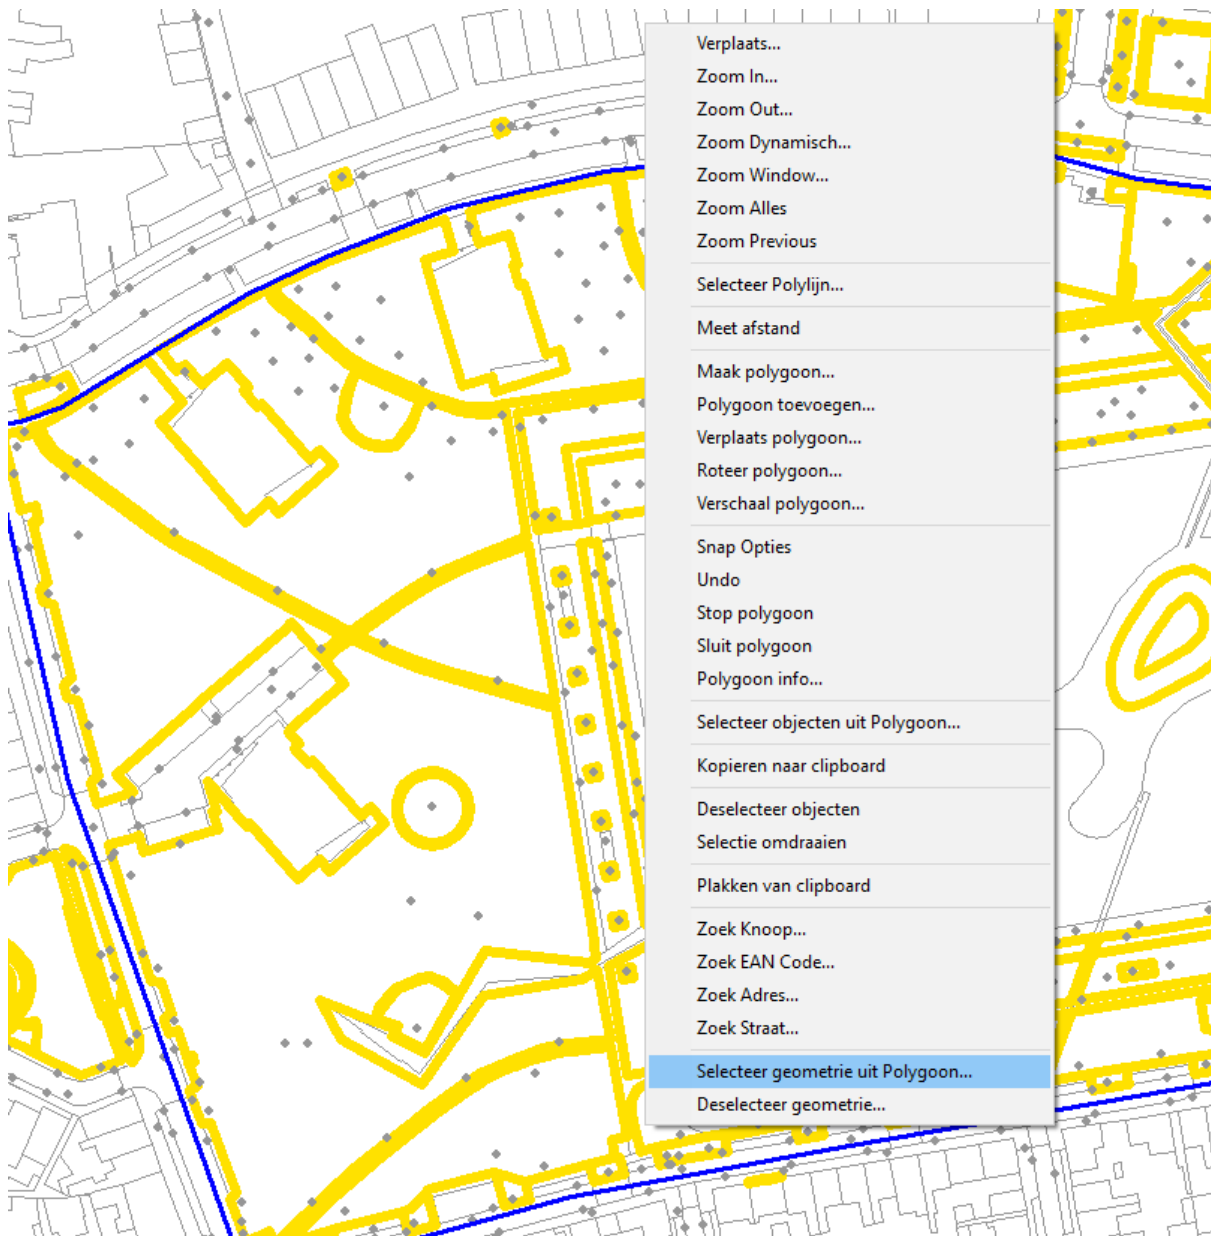 Verplaats...
Zoom In...
Zoom Out...
Zoom Dynamisch...
Zoom Window...
Zoom Alles
Zoom Previous
Selecteer Polylijn...
Meet afstand
Maak polygoon...
Polygoon toevoegen...
Verplaats polygoon...
Roteer polygoon...
Verschaal polygoon...
Snap Opties
Undo
Stop polygoon
Sluit polygoon
Polygoon info...
Selecteer objecten uit Polygoon...
Kopieren naar clipboard
Deselecteer objecten
Selectie omdraaien
Plakken van clipboard
Zoek Knoop...
Zoek EAN Code...
Zoek Adres...
Zoek Straat...
Selecteer geometrie uit Polygoon...
Deselecteer geometrie...